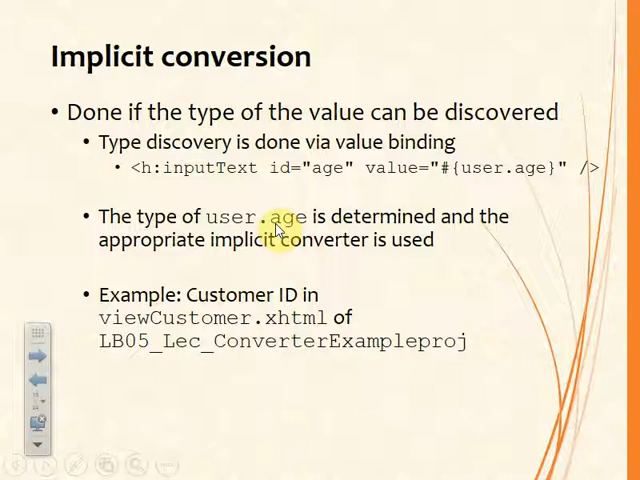 Implicit conversion
• Done if the type of the value can be discovered
• Type discovery is done via value binding
• <h:inputText id="age" value="#{user.age}" />
• The type of user.age is determined and the
appropriate implicit converter is used
• Example: Customer ID in
viewCustomer.xhtml of
LB05_Lec_ConverterExampleproj